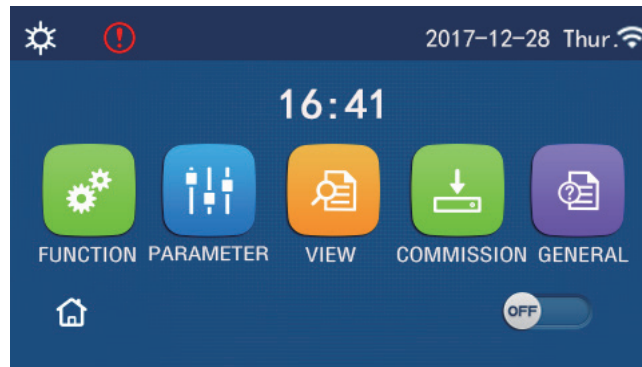 2017-12-28 Thur.
16:41
FUNCTION PARAMETER VIEW COMMISSION GENERAL
OFF